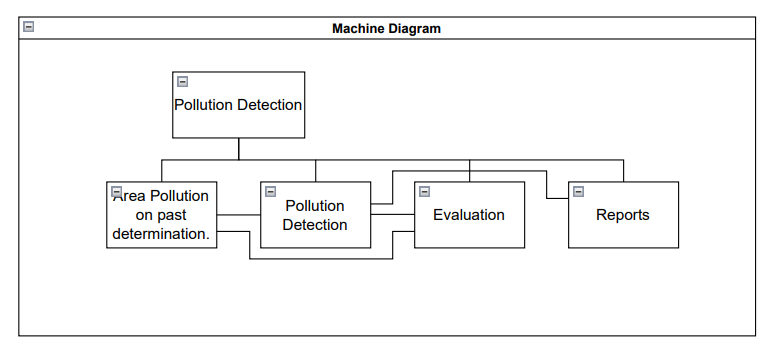 Machine Diagram
Pollution Detection
Area Pollution
on past
determination.
Pollution
Detection
Evaluation
Reports